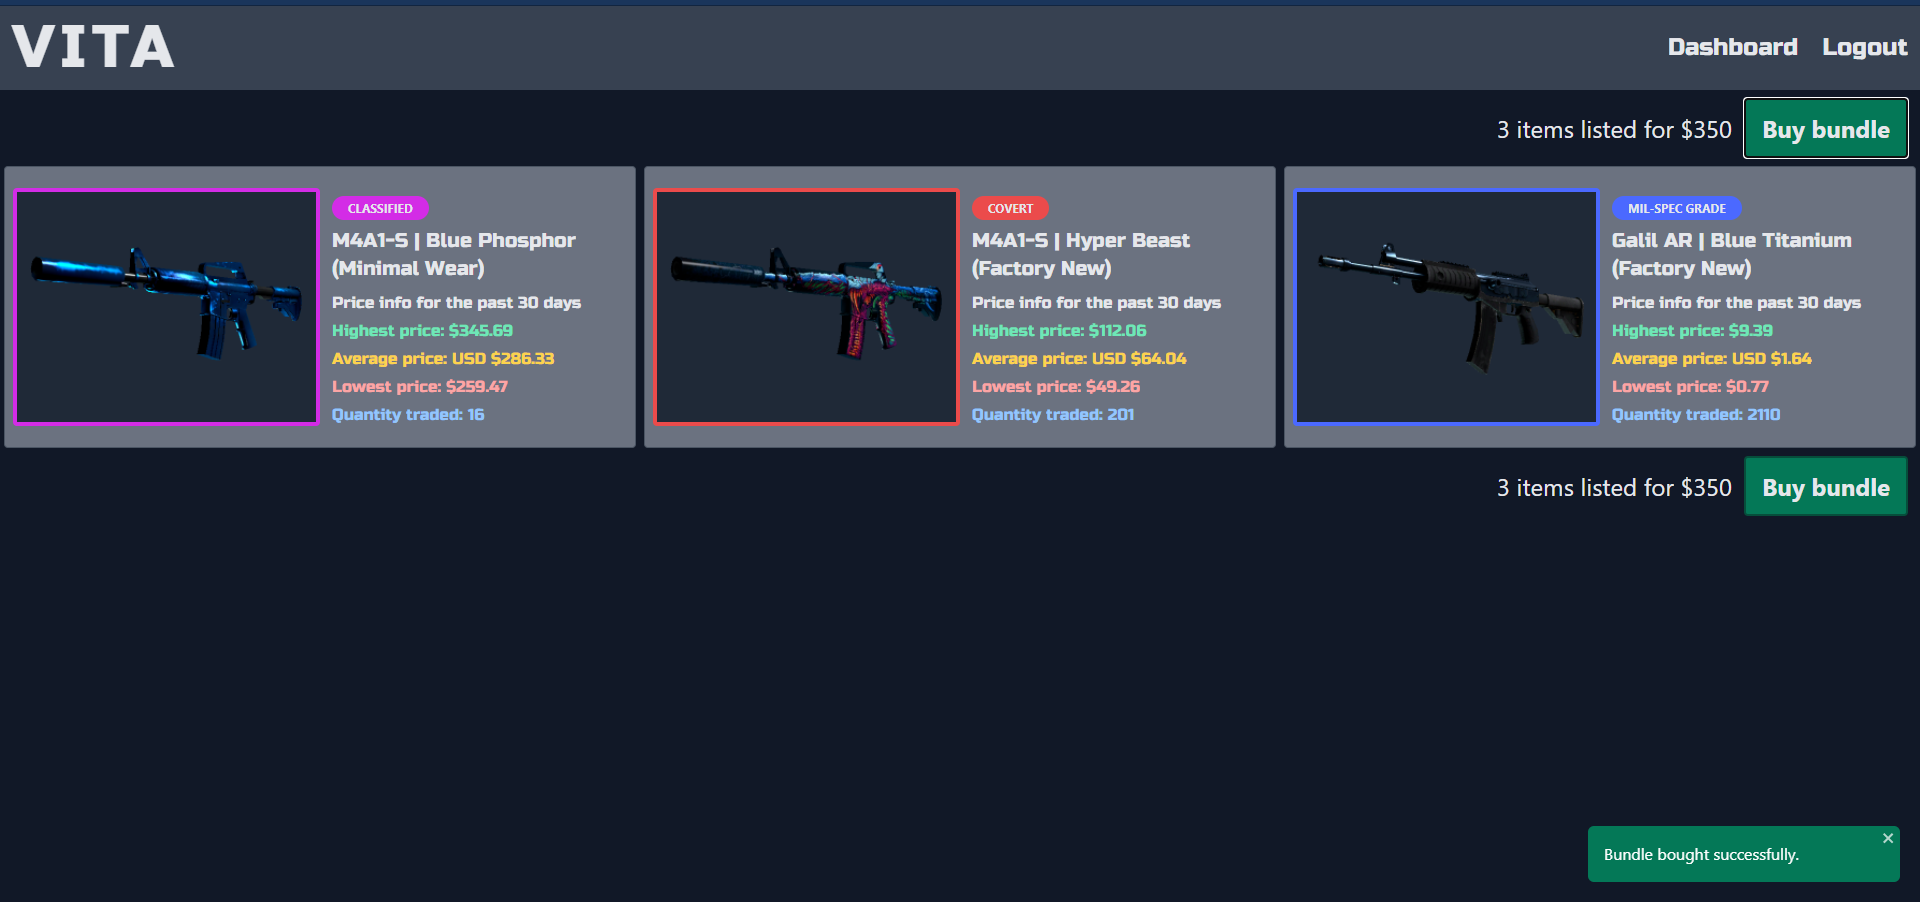 VITA
Dashboard Logout
3 items listed for $350 Buy bundle
CLASSIFIED
M4A1-S | Blue Phosphor
(Minimal Wear)
Price info for the past 30 days
Highest price: $345.69
Average price: USD $286.33
Lowest price: $259.47
Quantity traded: 16
COVERT
M4A1-S | Hyper Beast
(Factory New)
Price info for the past 30 days
Highest price: $112.06
Average price: USD $64.04
Lowest price: $49.26
Quantity traded: 201
MIL-SPEC GRADE
Galil AR | Blue Titanium
(Factory New)
Price info for the past 30 days
Highest price: $9.39
Average price: USD $1.64
Lowest price: $0.77
Quantity traded: 2110
3 items listed for $350 Buy bundle
Bundle bought successfully.